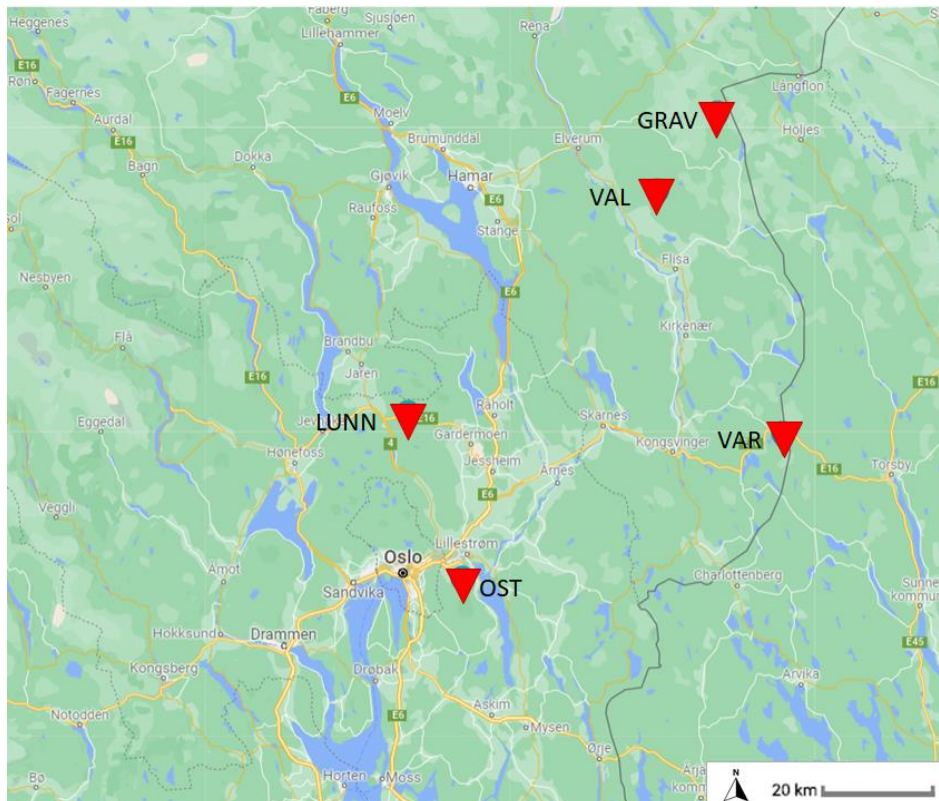 Heggenes
Fåberg
Lillehammer
Sjusjøen
Rena
E16
Røn
Fagernes
E6
Långflon
Aurdal
Moelv
GRAV
E16
Brumunddal
Elverum
Höljes
Bagn
Dokka
Gjøvik
Hamar
VAL
Raufoss
E6
Stange
Flisa
Nesbyen
E6
Flå
Brandbu
Kirkenær
E16
Jaren
E16
Eggedal
LUNN
E16
Råholt
Skarnes
4
Gardermoen
Kongsvinger
VAR
Hønefoss
Jessheim
E16
Torsby
Årnes
E6
Veggli
Lillestrøm
Oslo
Åmot
Sandvika
OST
Charlottenberg
Sunne
kommun
Hokksund
Drammen
E45
Kongsberg
Drøbak
Arvika
Notodden
E6
Askim
Mysen
Ørje
Bø
Horten
Moss
N
20 km